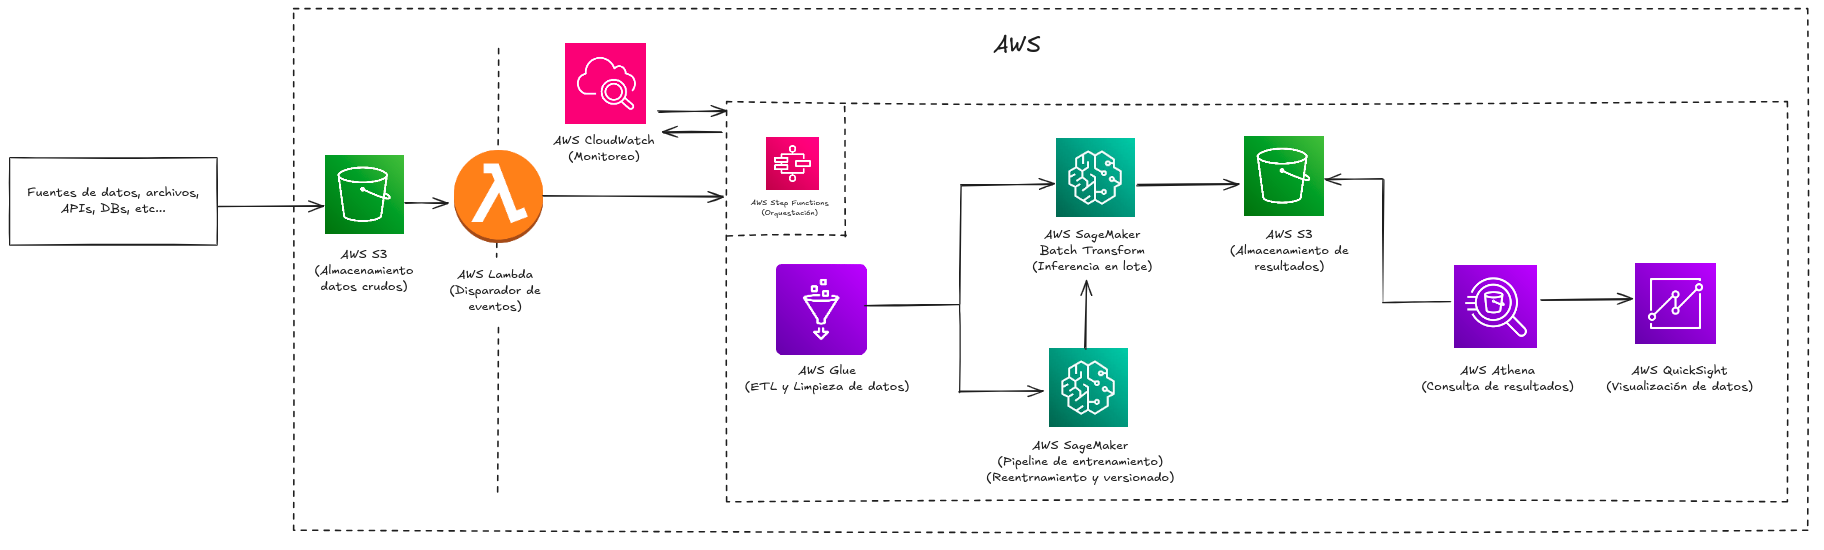 AWS
Fuentes de datos, archivos,
APIs, DBs, etc...
AWS S3
(Almacenamiento
datos crudos)
AWS Lambda
(Disparador de
eventos)
AWS CloudWatch
(Monitoreo)
AWS Step Functions
(Orquestación)
AWS Glue
(ETL y Limpieza de datos)
AWS SageMaker
Batch Transform
(Inferencia en lote)
AWS SageMaker
(Pipeline de entrenamiento)
(Reentrnamiento y versionado)
AWS S3
(Almacenamiento de
resultados)
AWS Athena
(Consulta de resultados)
AWS QuickSight
(Visualización de datos)